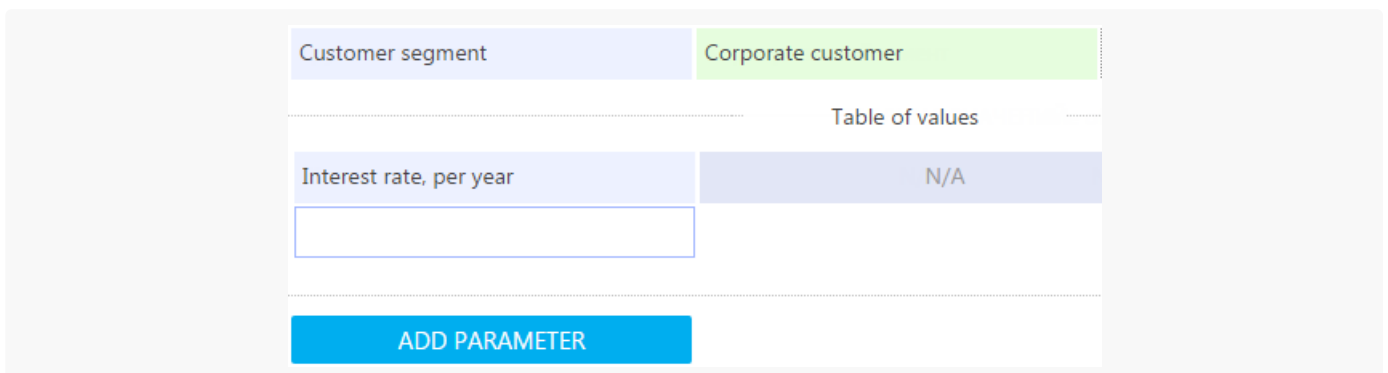 Customer segment Corporate customer
Table of values
Interest rate, per year N/A
ADD PARAMETER